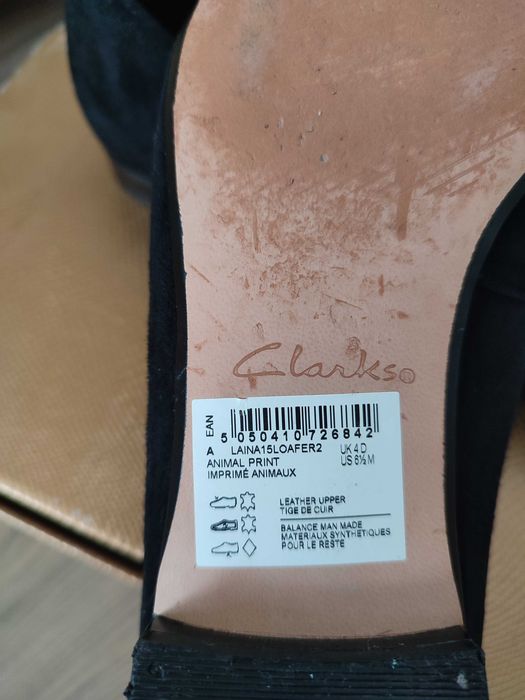 Clarks
EAN
5 050410 726842
A LAINA15LOAFER2 UK 4 D
ANIMAL PRINT US 6½ M
IMPRIMÉ ANIMAUX
LEATHER UPPER
TIGE DE CUIR
BALANCE MAN MADE
MATERIAUX SYNTHÉTIQUES
POUR LE RESTE